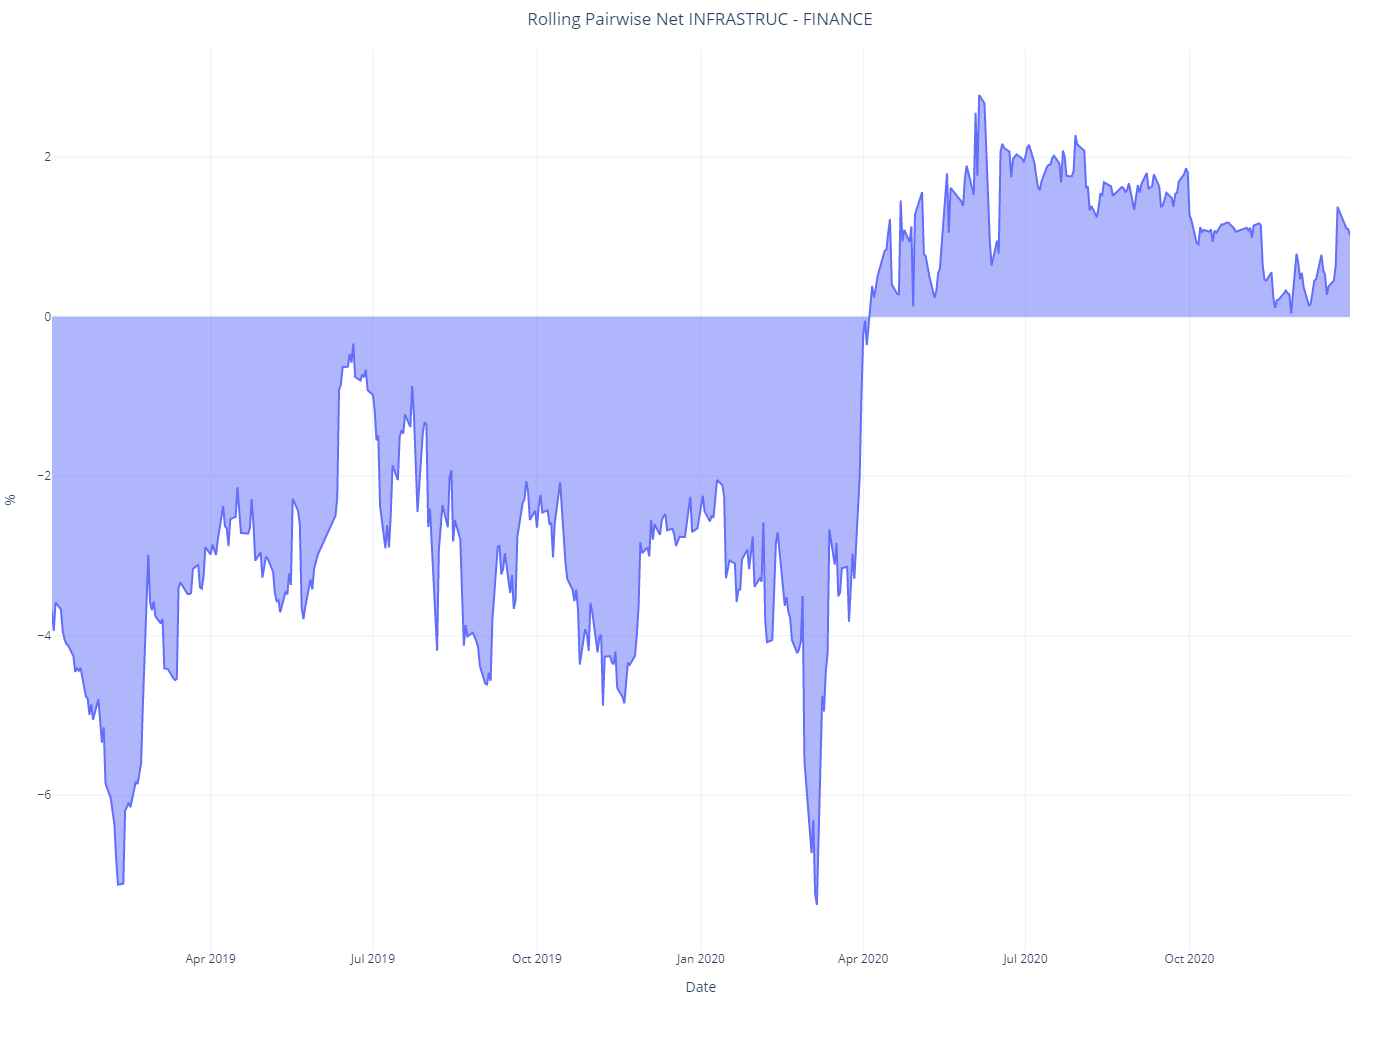 Rolling Pairwise Net INFRASTRUC - FINANCE
2
0
−2
−4
−6
%
Apr 2019
Jul 2019
Oct 2019
Jan 2020
Apr 2020
Jul 2020
Oct 2020
Date